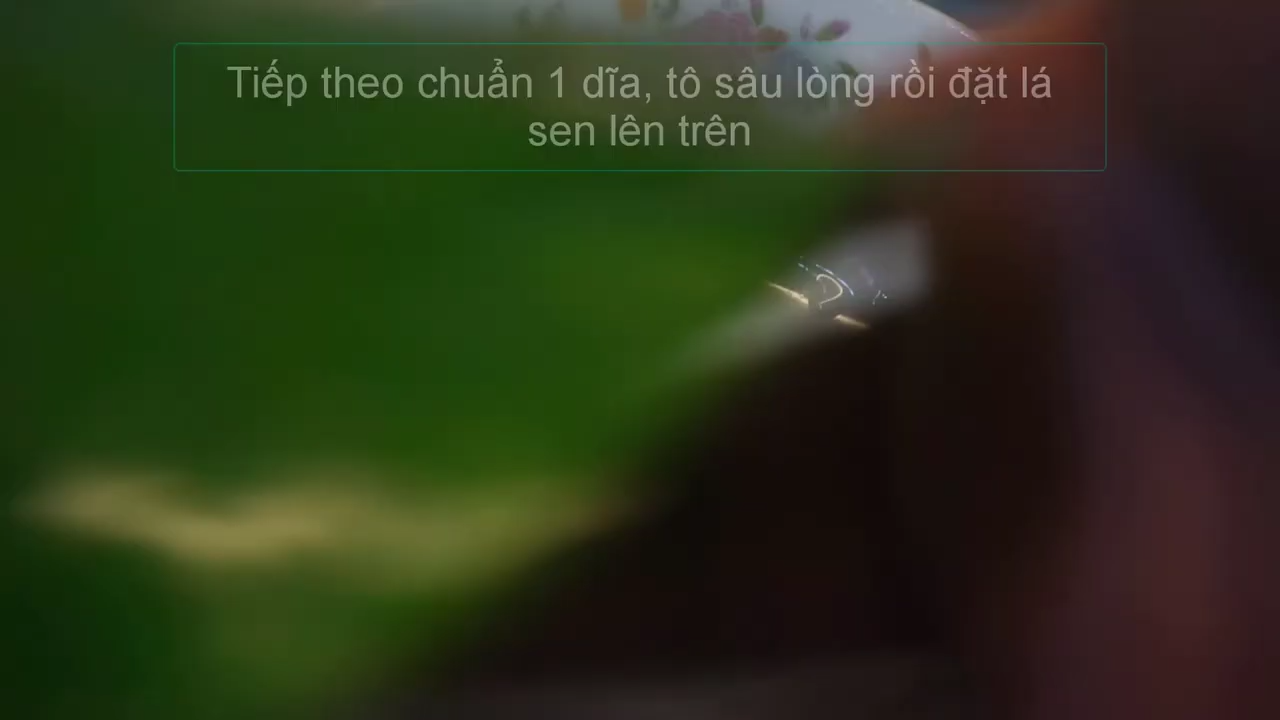 Tiếp theo chuẩn 1 dĩa, tô sâu lòng rồi đặt lá
sen lên trên